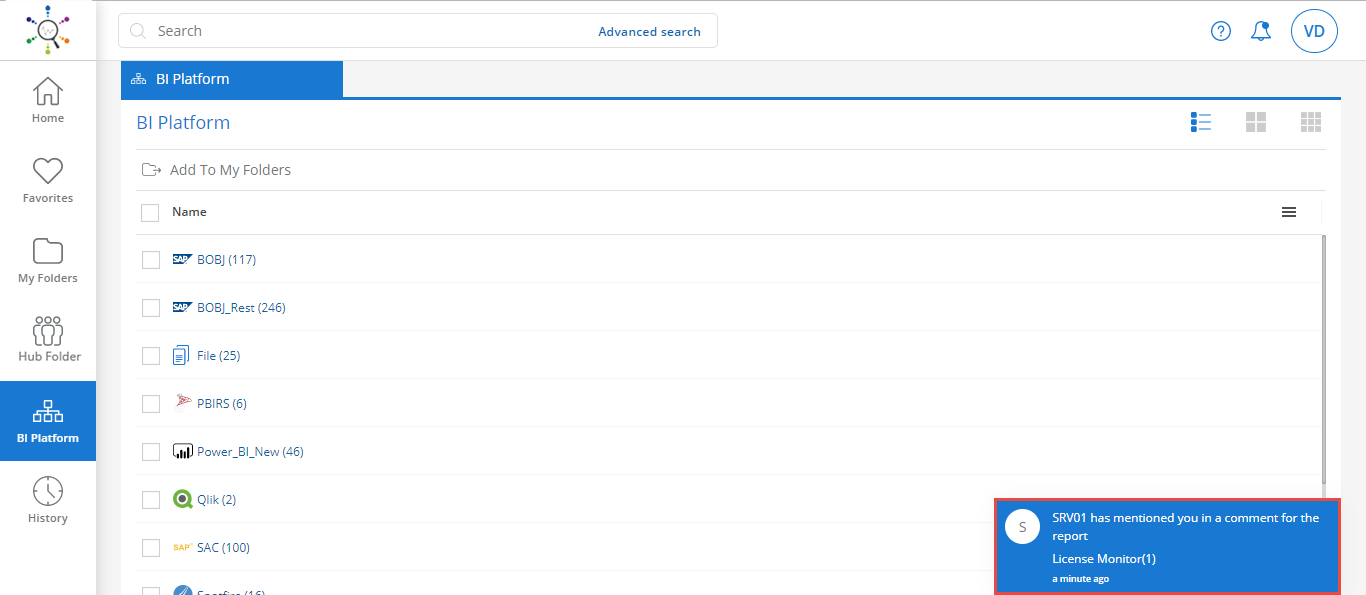 Search
Advanced search
?
VD
BI Platform
BI Platform
Add To My Folders
Name
SAP BOBJ (117)
SAP BOBJ_Rest (246)
File (25)
PBIRS (6)
Power_BI_New (46)
Qlik (2)
SAP SAC (100)
Spotfire (16)
Home
Favorites
My Folders
Hub Folder
BI Platform
History
S
SRV01 has mentioned you in a comment for the
report
License Monitor(1)
a minute ago